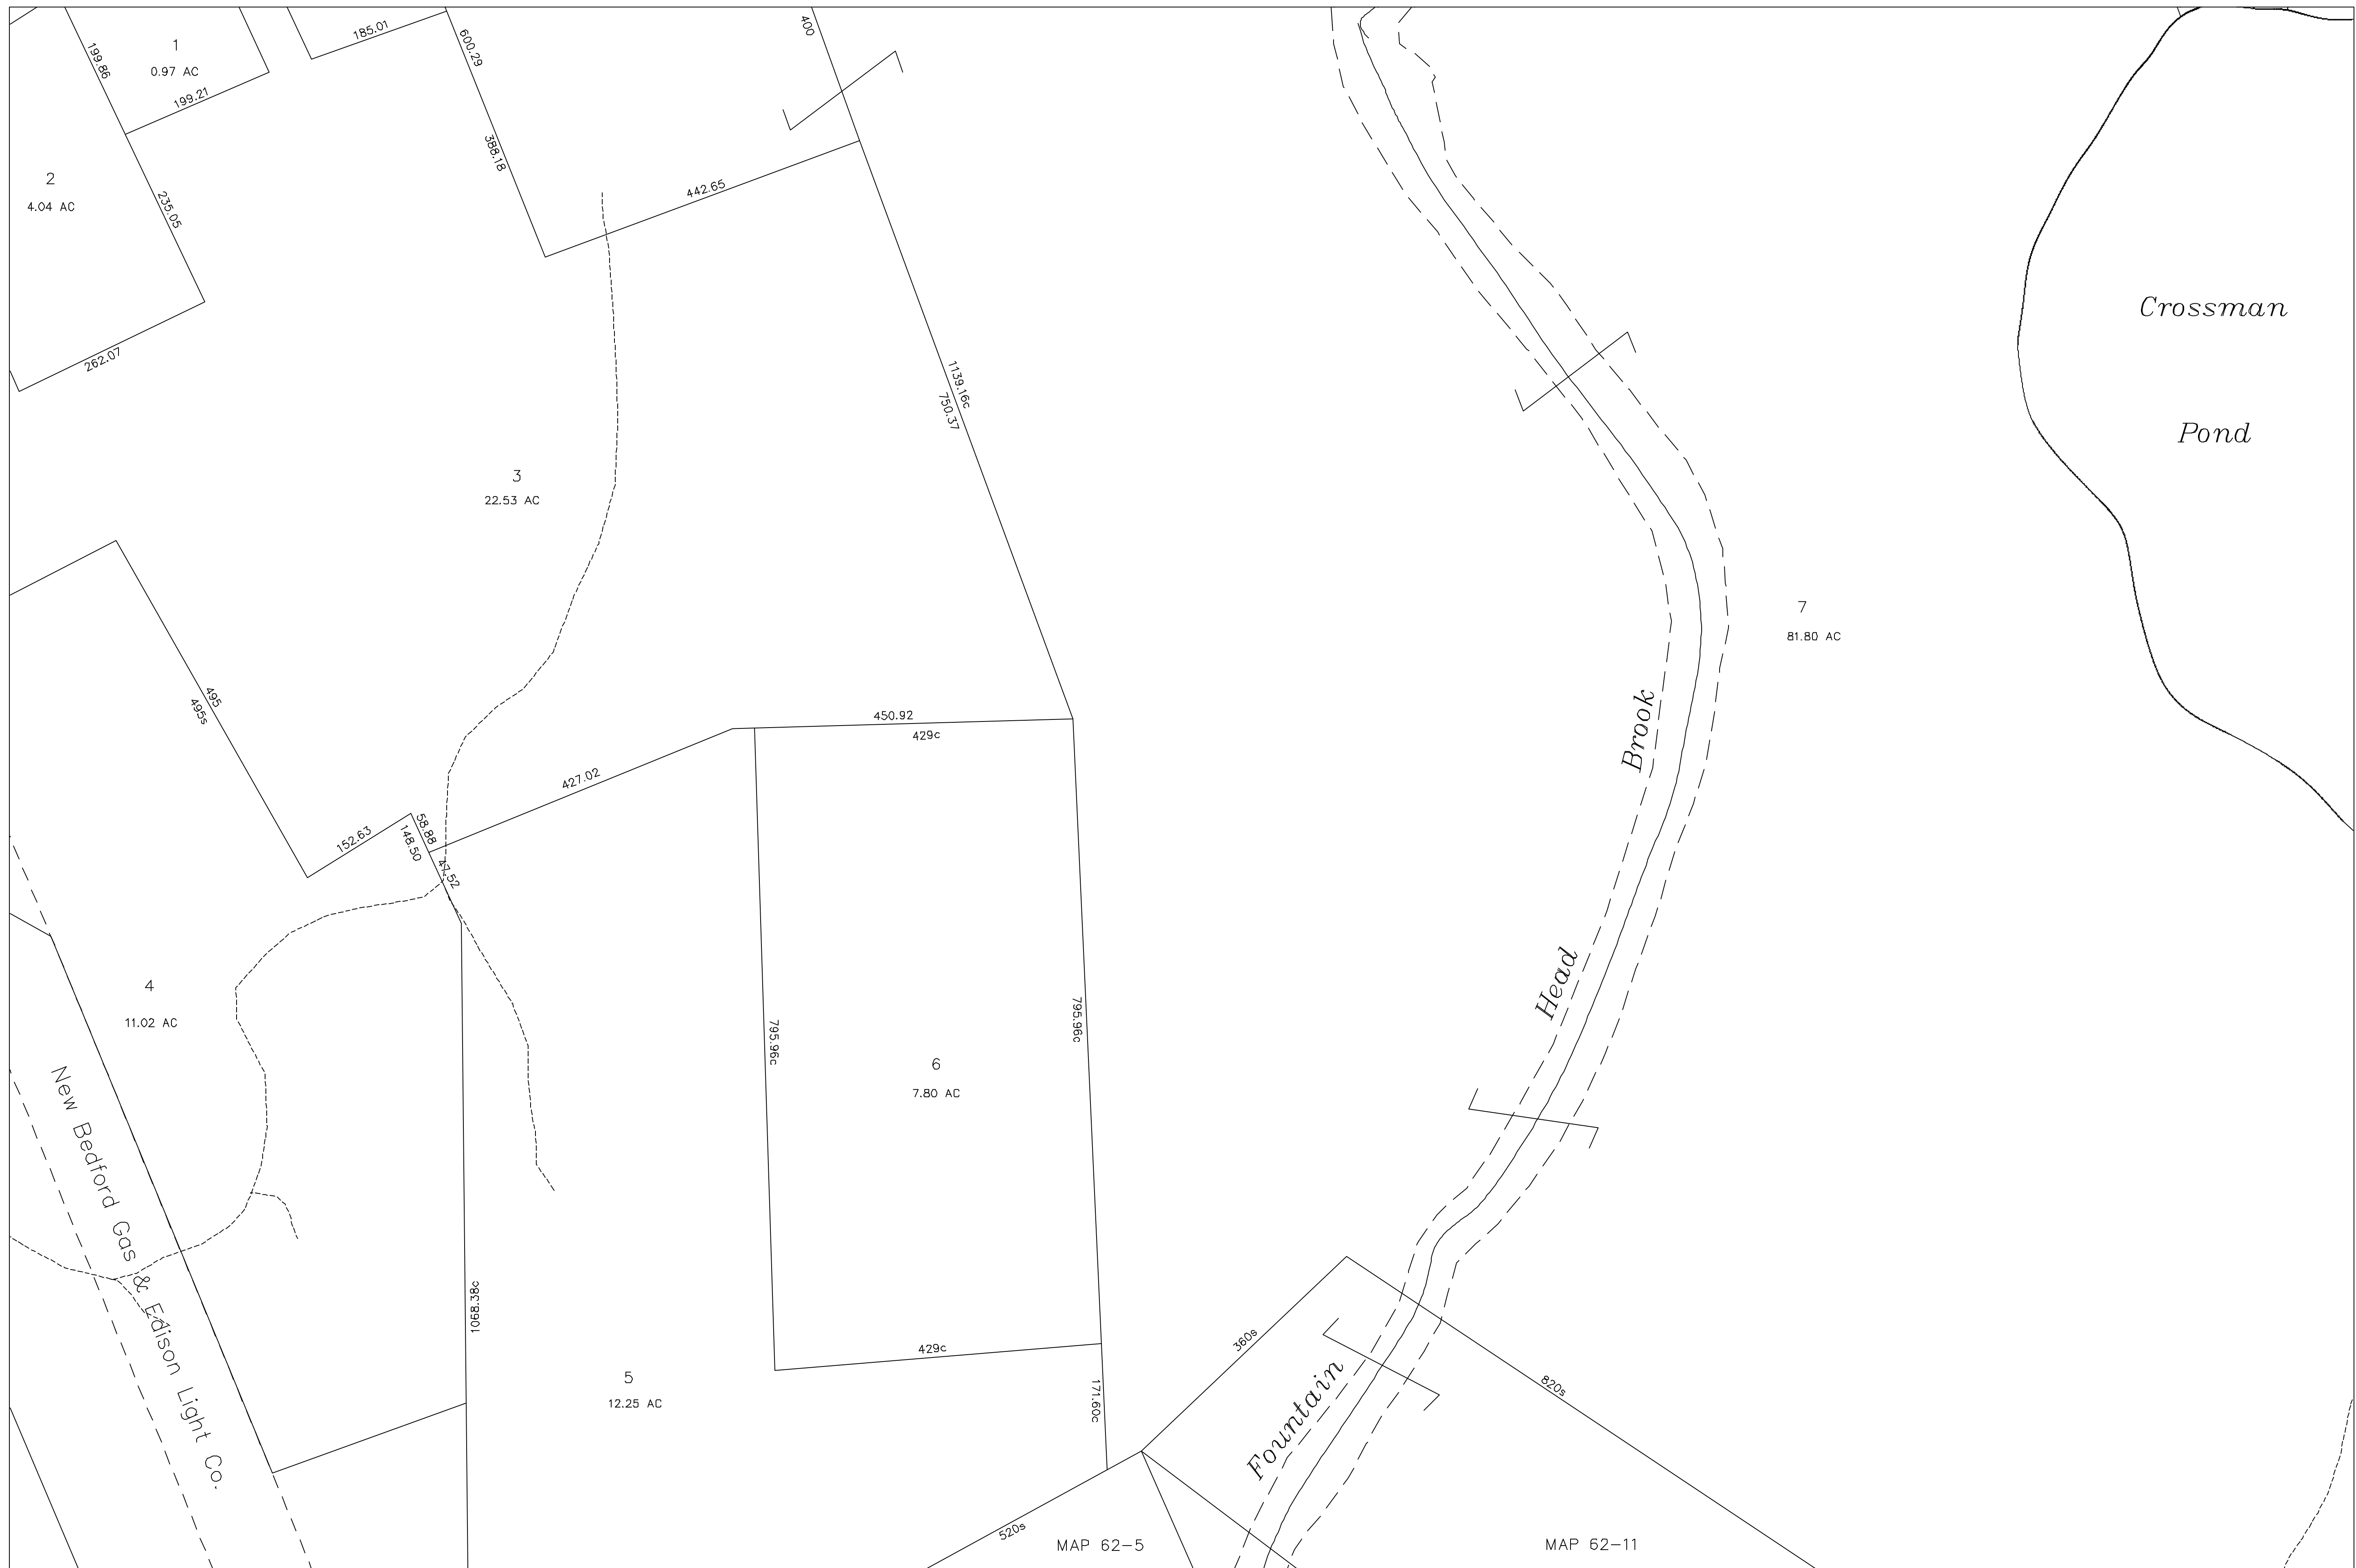 1
0.97 AC
199.86
199.21
185.01
600.29
400
388.18
442.65
2
4.04 AC
235.05
262.07
Crossman
Pond
1139.16c
750.37
3
22.53 AC
7
81.80 AC
495
495s
450.92
429c
427.02
152.63
58.88
148.50
47.52
4
11.02 AC
795.96c
795.96c
6
7.80 AC
Fountain Head Brook
New Bedford Gas & Edison Light Co.
1068.38c
429c
5
12.25 AC
171.60c
360s
820s
520s
MAP 62-5
MAP 62-11